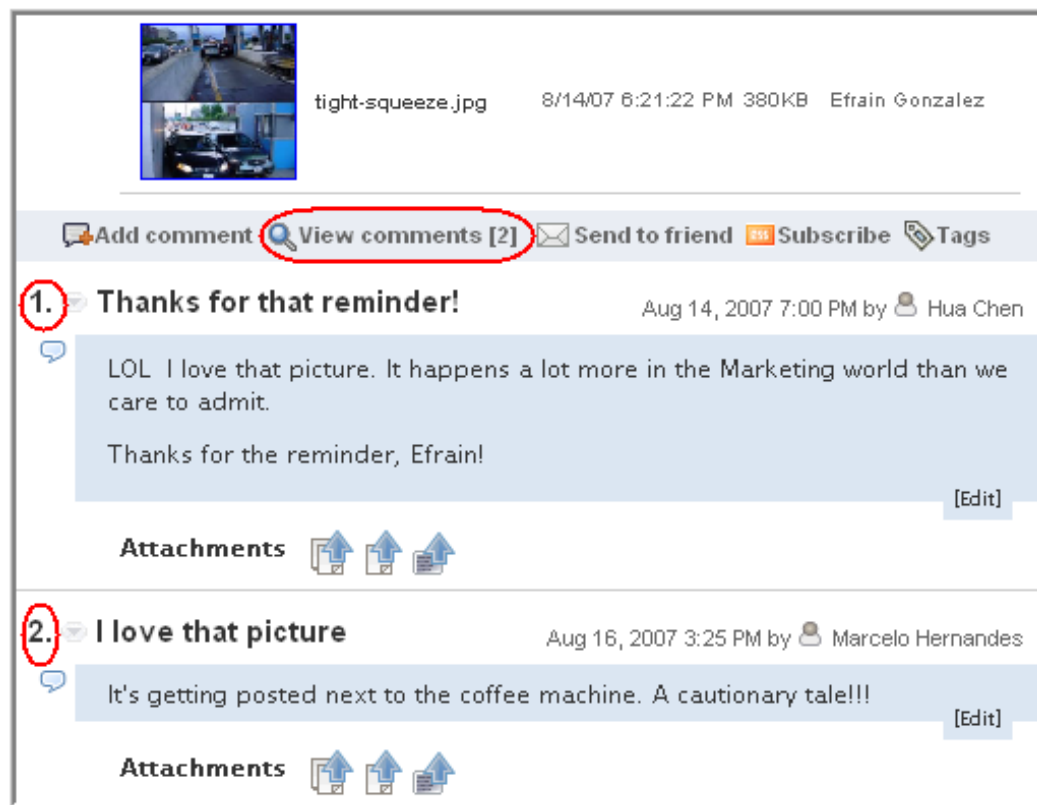 tight-squeeze.jpg 8/14/07 6:21:22 PM 380KB Efrain Gonzalez
Add comment View comments [2] Send to friend RSS Subscribe Tags
1. Thanks for that reminder! Aug 14, 2007 7:00 PM by Hua Chen
LOL I love that picture. It happens a lot more in the Marketing world than we
care to admit.
Thanks for the reminder, Efrain!
[Edit]
Attachments
2. I love that picture Aug 16, 2007 3:25 PM by Marcelo Hernandes
It's getting posted next to the coffee machine. A cautionary tale!!!
[Edit]
Attachments